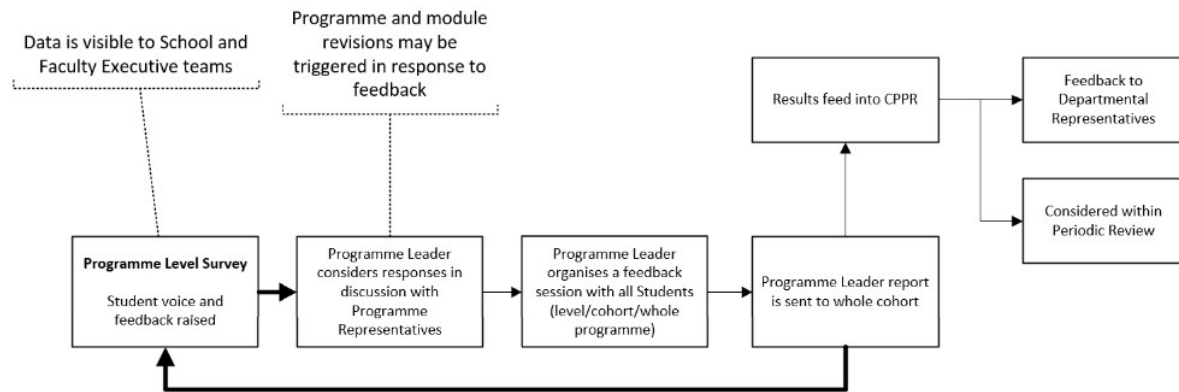 Data is visible to School and
Faculty Executive teams
Programme and module
revisions may be
triggered in response to
feedback
Results feed into CPPR
Feedback to
Departmental
Representatives
Considered within
Periodic Review
Programme Level Survey
Student voice and
feedback raised
Programme Leader
considers responses in
discussion with
Programme
Representatives
Programme Leader
organises a feedback
session with all Students
(level/cohort/whole
programme)
Programme Leader report
is sent to whole cohort